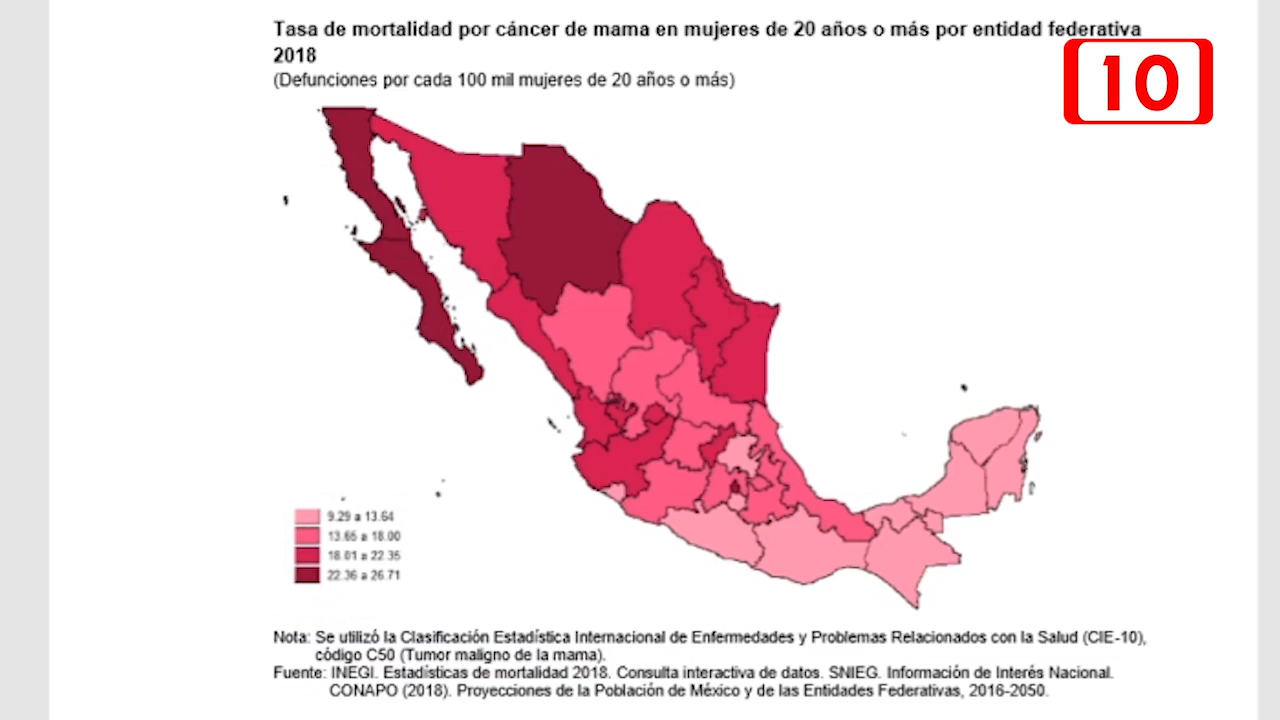 Tasa de mortalidad por cáncer de mama en mujeres de 20 años o más por entidad federativa
2018
(Defunciones por cada 100 mil mujeres de 20 años o más)
10
9.29 a 13.64
13.65 a 18.00
18.01 a 22.35
22.36 a 26.71
Nota: Se utilizó la Clasificación Estadística Internacional de Enfermedades y Problemas Relacionados con la Salud (CIE-10),
código C50 (Tumor maligno de la mama).
Fuente: INEGI. Estadísticas de mortalidad 2018. Consulta interactiva de datos. SNIEG. Información de Interés Nacional.
CONAPO (2018). Proyecciones de la Población de México y de las Entidades Federativas, 2016-2050.